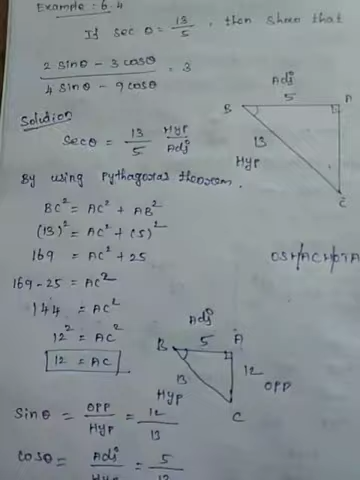 Example: 6.4
If sec θ = 13/5, then show that
2 sinθ - 3 cosθ / 4 sinθ - 9 cosθ = 3
Solution
Secθ = 13/5 Hyp/Adj
Adj
B 5 A
13
Hyp
C
By using Pythagoras theorem.
BC² = AC² + AB²
(13)² = AC² + (5)²
169 = AC² + 25
OSH/ACH/OTA
169-25 = AC²
144 = AC²
12² = AC²
12 = AC
Adj
B 5 A
13 12
Hyp OPP
C
Sinθ = OPP/Hyp = 12/13
cosθ = Adj/Hyp = 5/13